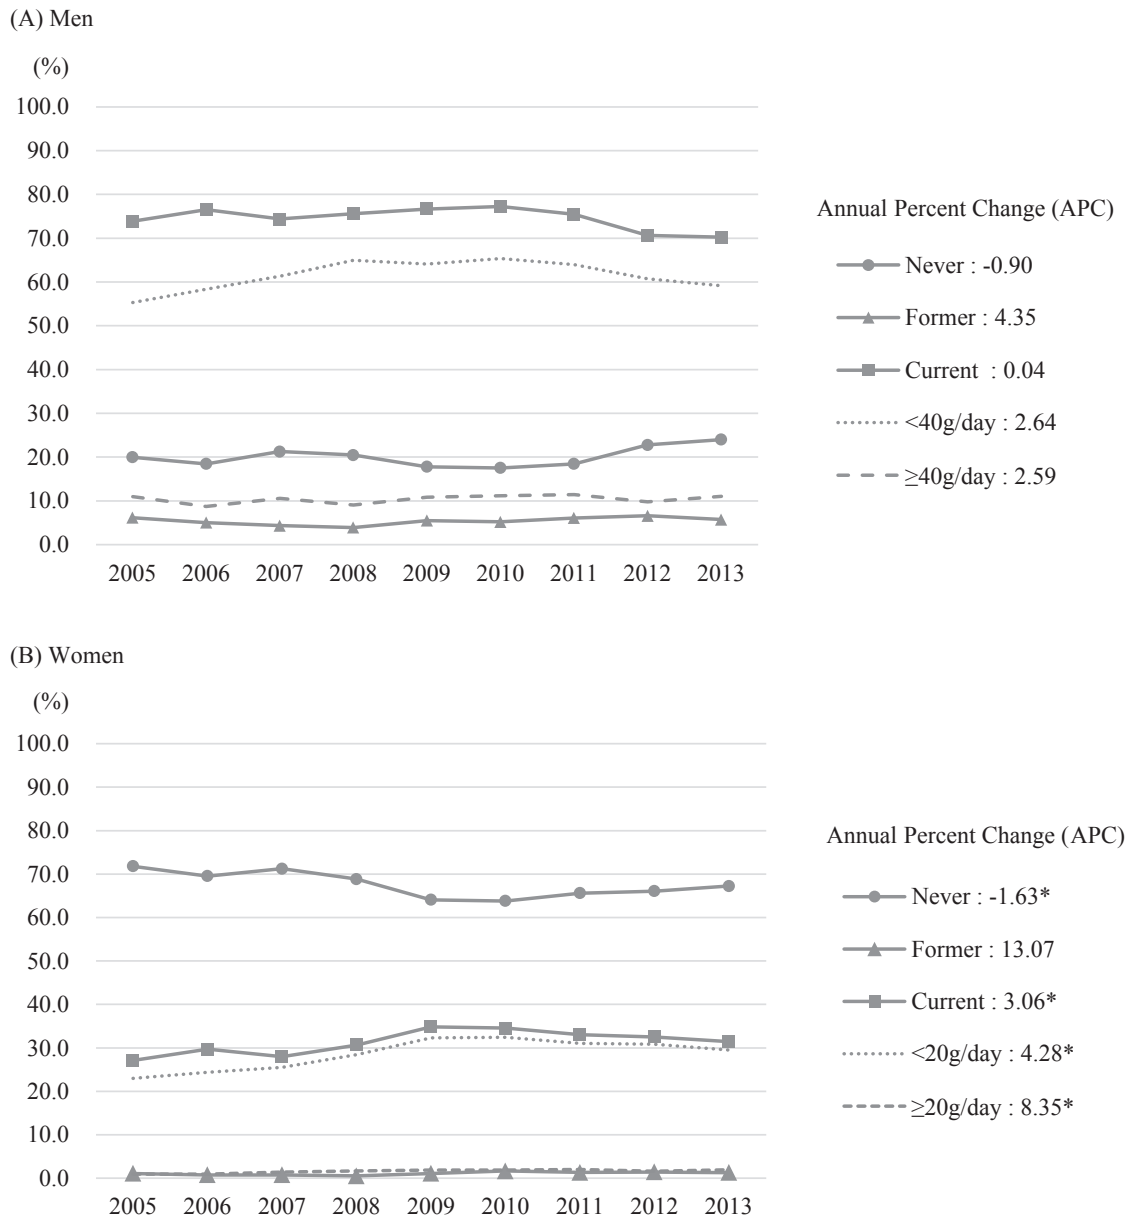 (A) Men
(%)
100.0
90.0
80.0
70.0
60.0
50.0
40.0
30.0
20.0
10.0
0.0
2005 2006 2007 2008 2009 2010 2011 2012 2013
Annual Percent Change (APC)
Never : -0.90
Former : 4.35
Current : 0.04
<40g/day : 2.64
≥40g/day : 2.59
(B) Women
(%)
100.0
90.0
80.0
70.0
60.0
50.0
40.0
30.0
20.0
10.0
0.0
2005 2006 2007 2008 2009 2010 2011 2012 2013
Annual Percent Change (APC)
Never : -1.63*
Former : 13.07
Current : 3.06*
<20g/day : 4.28*
≥20g/day : 8.35*